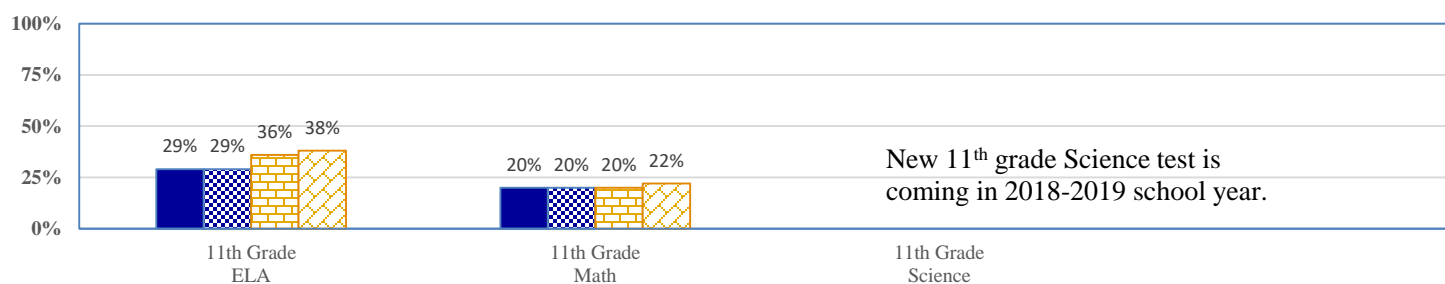 100%
75%
50%
25%
0%
29% 29% 36% 38%
20% 20% 20% 22%
New 11th grade Science test is
coming in 2018-2019 school year.
11th Grade
ELA
11th Grade
Math
11th Grade
Science